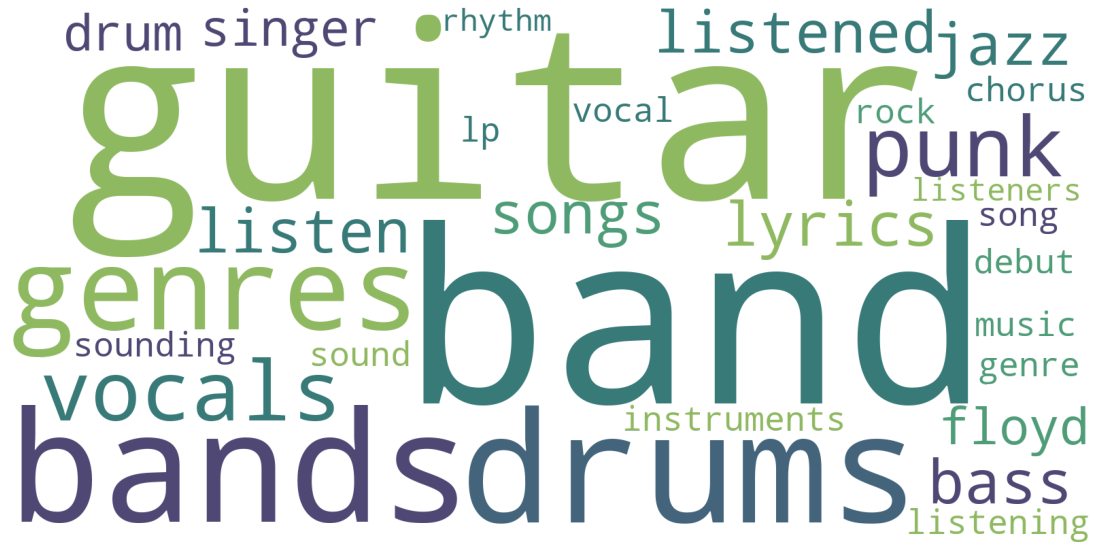 drum singer rhythm listened jazz
guitar
chorus
lp vocal rock punk
listeners
listen songs lyrics song
genres band debut
sounding sound music
vocals genre
bands drums instruments floyd
bass
listening